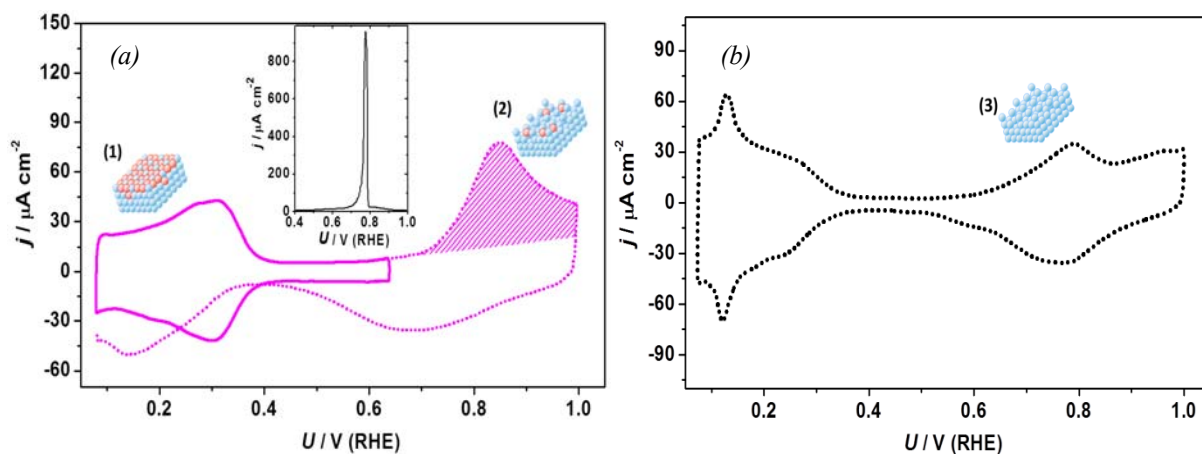 (a)
150
120
90
60
30
0
-30
-60
j / µA cm⁻²
0.2 0.4 0.6 0.8 1.0
U / V (RHE)
(1)
800
600
400
200
0
j / µA cm⁻²
0.4 0.6 0.8 1.0
U / V (RHE)
(2)
(b)
90
60
30
0
-30
-60
-90
j / µA cm⁻²
0.2 0.4 0.6 0.8 1.0
U / V (RHE)
(3)